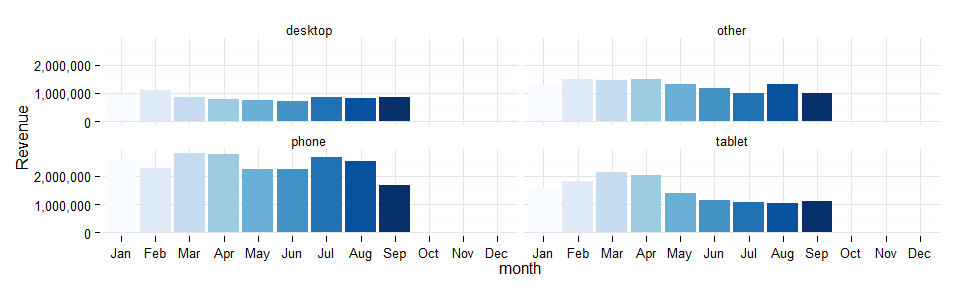 desktop other
2,000,000
1,000,000
0
Revenue
phone tablet
2,000,000
1,000,000
0
Jan Feb Mar Apr May Jun Jul Aug Sep Oct Nov Dec Jan Feb Mar Apr May Jun Jul Aug Sep Oct Nov Dec
month